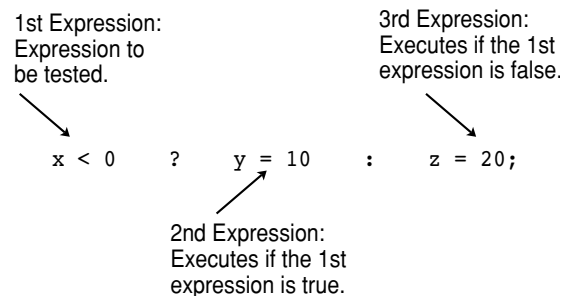 1st Expression:
Expression to
be tested.
3rd Expression:
Executes if the 1st
expression is false.
x < 0 ? y = 10 : z = 20;
2nd Expression:
Executes if the 1st
expression is true.